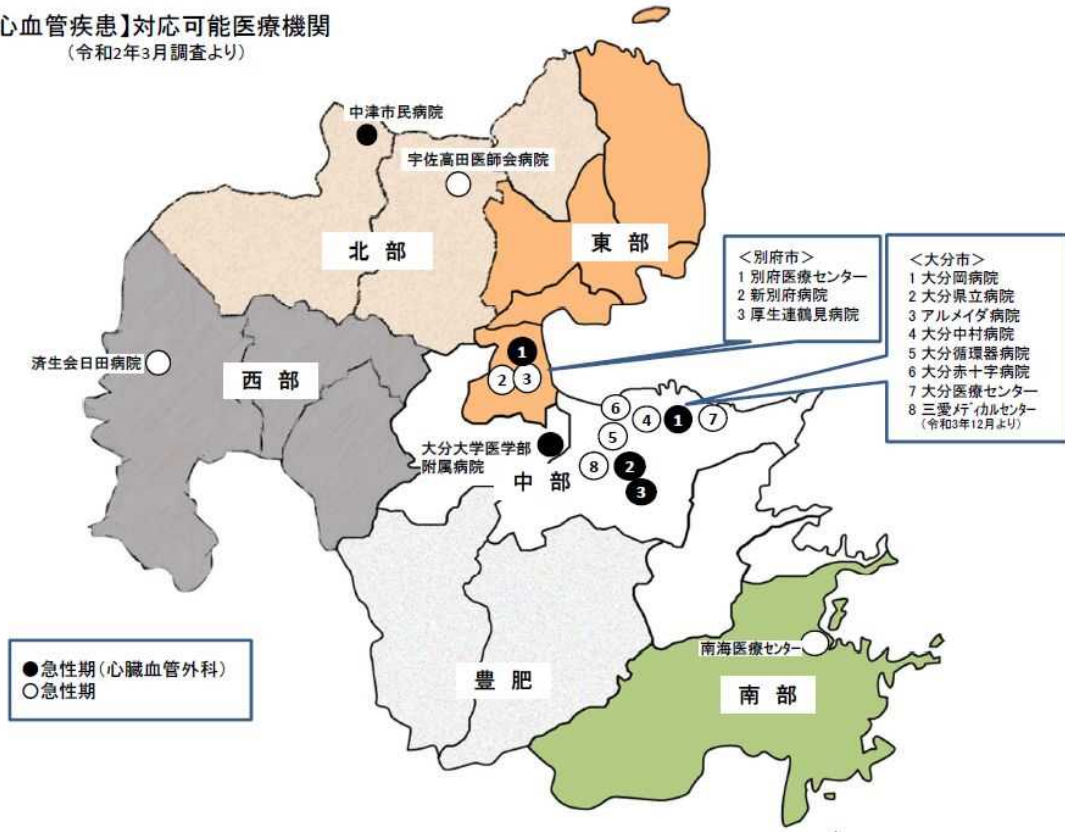 心血管疾患】対応可能医療機関
(令和2年3月調査より)
中津市民病院
宇佐高田医師会病院
北 部
東 部
<別府市>
1 別府医療センター
2 新別府病院
3 厚生連鶴見病院
<大分市>
1 大分岡病院
2 大分県立病院
3 アルメイダ病院
4 大分中村病院
5 大分循環器病院
6 大分赤十字病院
7 大分医療センター
8 三愛メディカルセンター
(令和3年12月より)
済生会日田病院
西 部
1
2
3
6
4
1
7
5
大分大学医学部
附属病院
8
2
3
中 部
●急性期(心臓血管外科)
○急性期
豊 肥
南海医療センター
南 部